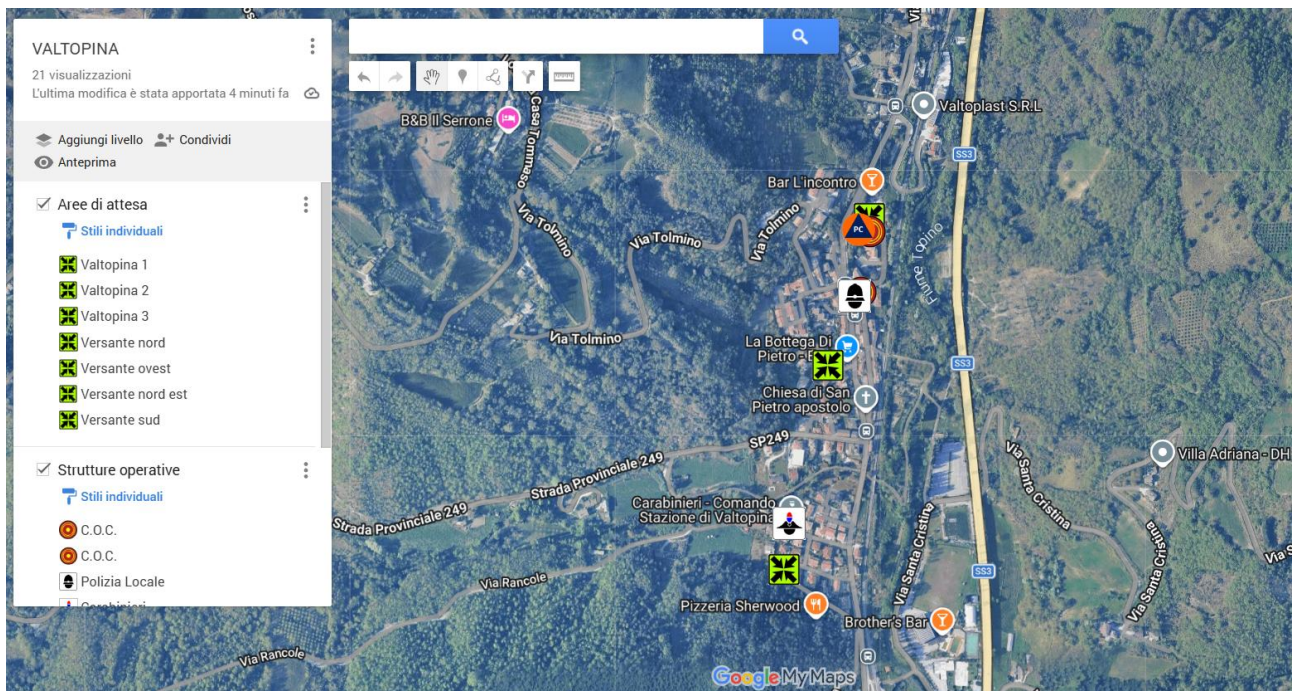 VALTOPINA
21 visualizzazioni
L'ultima modifica è stata apportata 4 minuti fa
Aggiungi livello
Condividi
Anteprima
Aree di attesa
Stili individuali
Valtopina 1
Valtopina 2
Valtopina 3
Versante nord
Versante ovest
Versante nord est
Versante sud
Strutture operative
Stili individuali
C.O.C.
C.O.C.
Polizia Locale
Carabinieri
B&B Il Serrone
Casa Tommaso
Valtoplast S.R.L
SS3
Bar L'incontro
PC
Via Tolmino
Via Tolmino
Via Tolmino
Via Tolmino
Fiume Topino
La Bottega Di
Pietro - 
SS3
Chiesa di San
Pietro apostolo
SP249
Strada Provinciale 249
Strada Provinciale 249
Villa Adriana - DH
Via Santa Cristina
Via Santa Cristina
Carabinieri - Comando
Stazione di Valtopina
Via Santa Cristina
SS3
Via Rancole
Pizzeria Sherwood
Brother's Bar
Via Rancole
Google My Maps